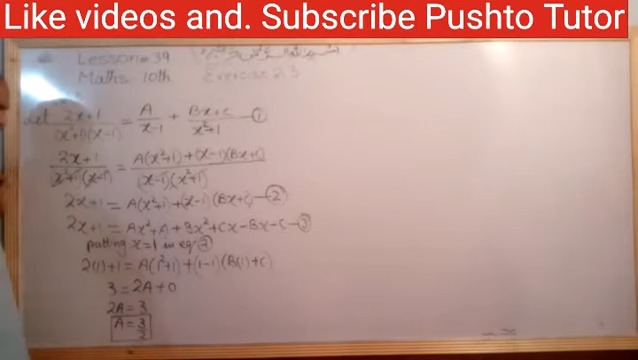 Like videos and. Subscribe Pushto Tutor
Lesson# 39
Maths 10th Exercise 2.3
Let 2x+1/(x²+1)(x-1) = A/x-1 + Bx+c/x²+1 —①
2x+1/(x²+1)(x-1) = A(x²+1)+(x-1)(Bx+c)/(x-1)(x²+1)
2x+1 = A(x²+1)+(x-1)(Bx+c) —②
2x+1 = Ax²+A+Bx²+Cx-Bx-C —③
putting x=1 in eq ②
2(1)+1 = A(1²+1)+(1-1)(B(1)+c)
3 = 2A+0
2A = 3
A = 3/2